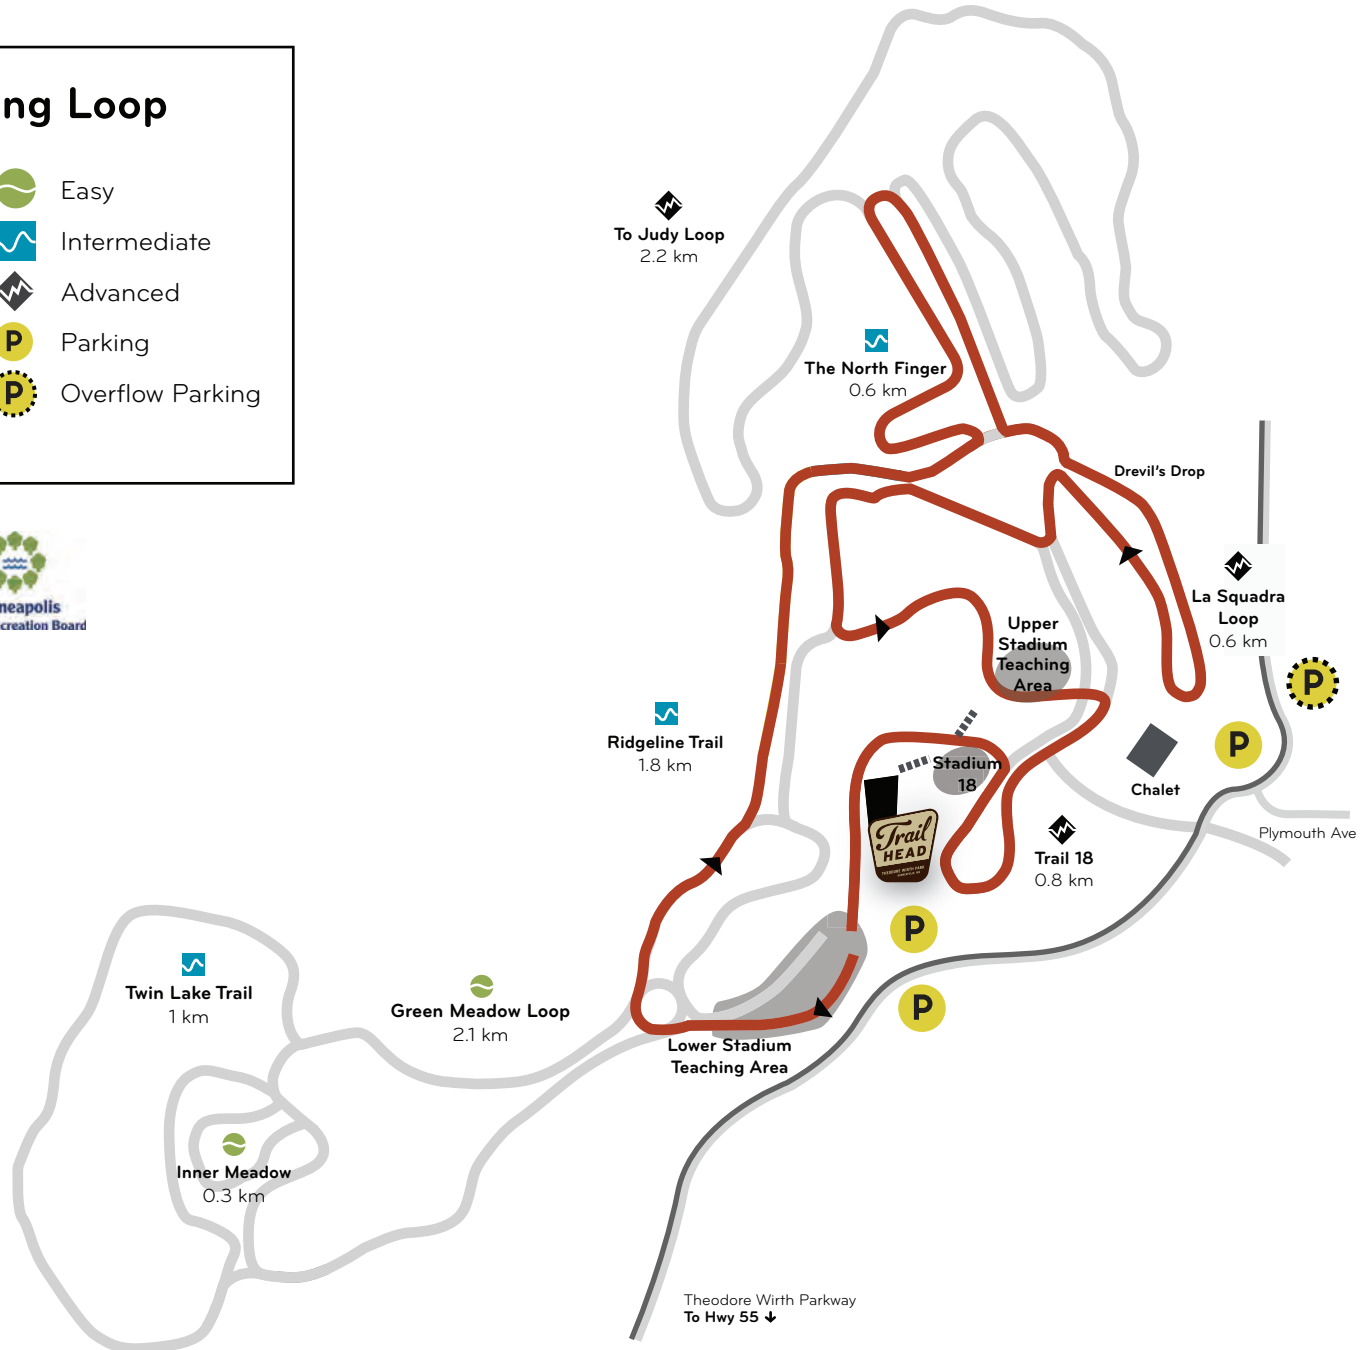 ng Loop
Easy
Intermediate
Advanced
P Parking
P Overflow Parking
neapolis
creation Board
To Judy Loop
2.2 km
The North Finger
0.6 km
Drevil's Drop
La Squadra
Loop
0.6 km
Upper
Stadium
Teaching
Area
P
P
Ridgeline Trail
1.8 km
Stadium
18
Chalet
Plymouth Ave
Trail
HEAD
THEODORE WIRTH PARK
Trail 18
0.8 km
P
P
Twin Lake Trail
1 km
Green Meadow Loop
2.1 km
Lower Stadium
Teaching Area
Inner Meadow
0.3 km
Theodore Wirth Parkway
To Hwy 55